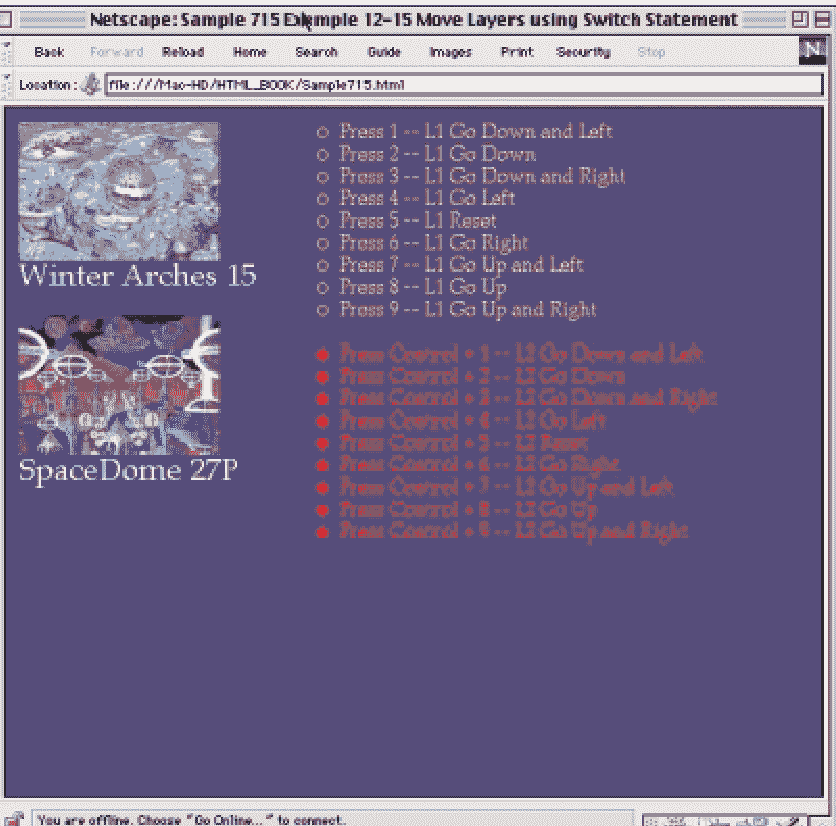 Netscape: Sample 715 Example 12-15 Move Layers using Switch Statement
Back Forward Reload Home Search Guide Images Print Security Stop
N
Location: file:///Mac-HD/HTML_BOOK/Sample715.html
Press 1 -- L1 Go Down and Left
Press 2 -- L1 Go Down
Press 3 -- L1 Go Down and Right
Press 4 -- L1 Go Left
Press 5 -- L1 Reset
Press 6 -- L1 Go Right
Press 7 -- L1 Go Up and Left
Press 8 -- L1 Go Up
Press 9 -- L1 Go Up and Right
Winter Arches 15
Press Control + 1 -- L2 Go Down and Left
Press Control + 2 -- L2 Go Down
Press Control + 3 -- L2 Go Down and Right
Press Control + 4 -- L2 Go Left
Press Control + 5 -- L2 Reset
Press Control + 6 -- L2 Go Right
Press Control + 7 -- L2 Go Up and Left
Press Control + 8 -- L2 Go Up
Press Control + 9 -- L2 Go Up and Right
SpaceDome 27P
You are offline. Choose "Go Online..." to connect.